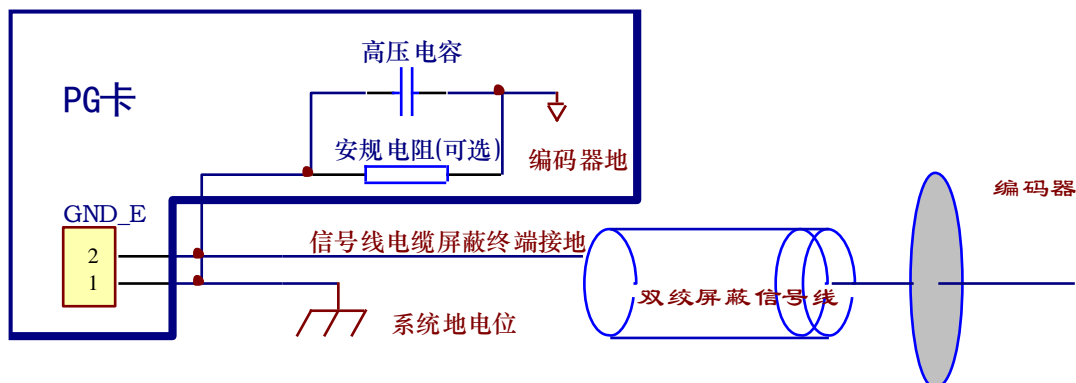 高压电容
PG卡
安规电阻(可选)
编码器地
编码器
GND_E
信号线电缆屏蔽终端接地
2
1
双绞屏蔽信号线
系统地电位